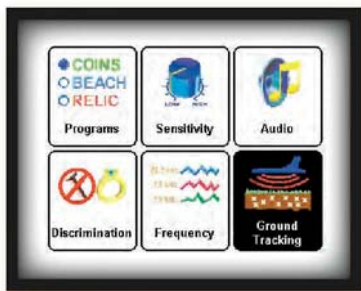 COINS
BEACH
RELIC
Programs
LOW HIGH
Sensitivity
Audio
Discrimination
Frequency
Ground
Tracking